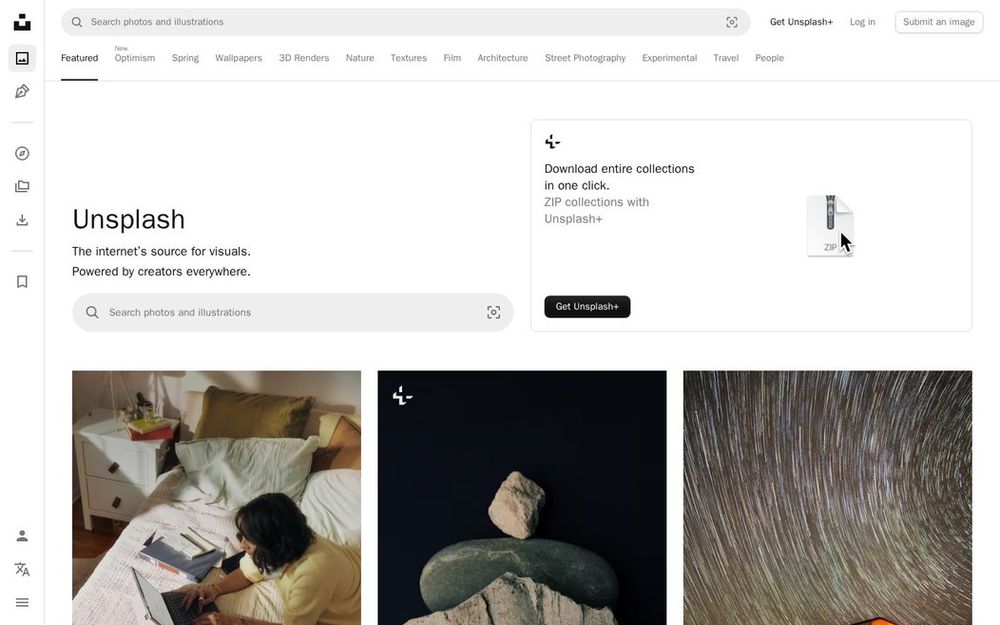 Search photos and illustrations
Get Unsplash+
Log in
Submit an image
Featured
New
Optimism
Spring
Wallpapers
3D Renders
Nature
Textures
Film
Architecture
Street Photography
Experimental
Travel
People
Unsplash
The internet's source for visuals.
Powered by creators everywhere.
Search photos and illustrations
Download entire collections
in one click.
ZIP collections with
Unsplash+
ZIP
Get Unsplash+